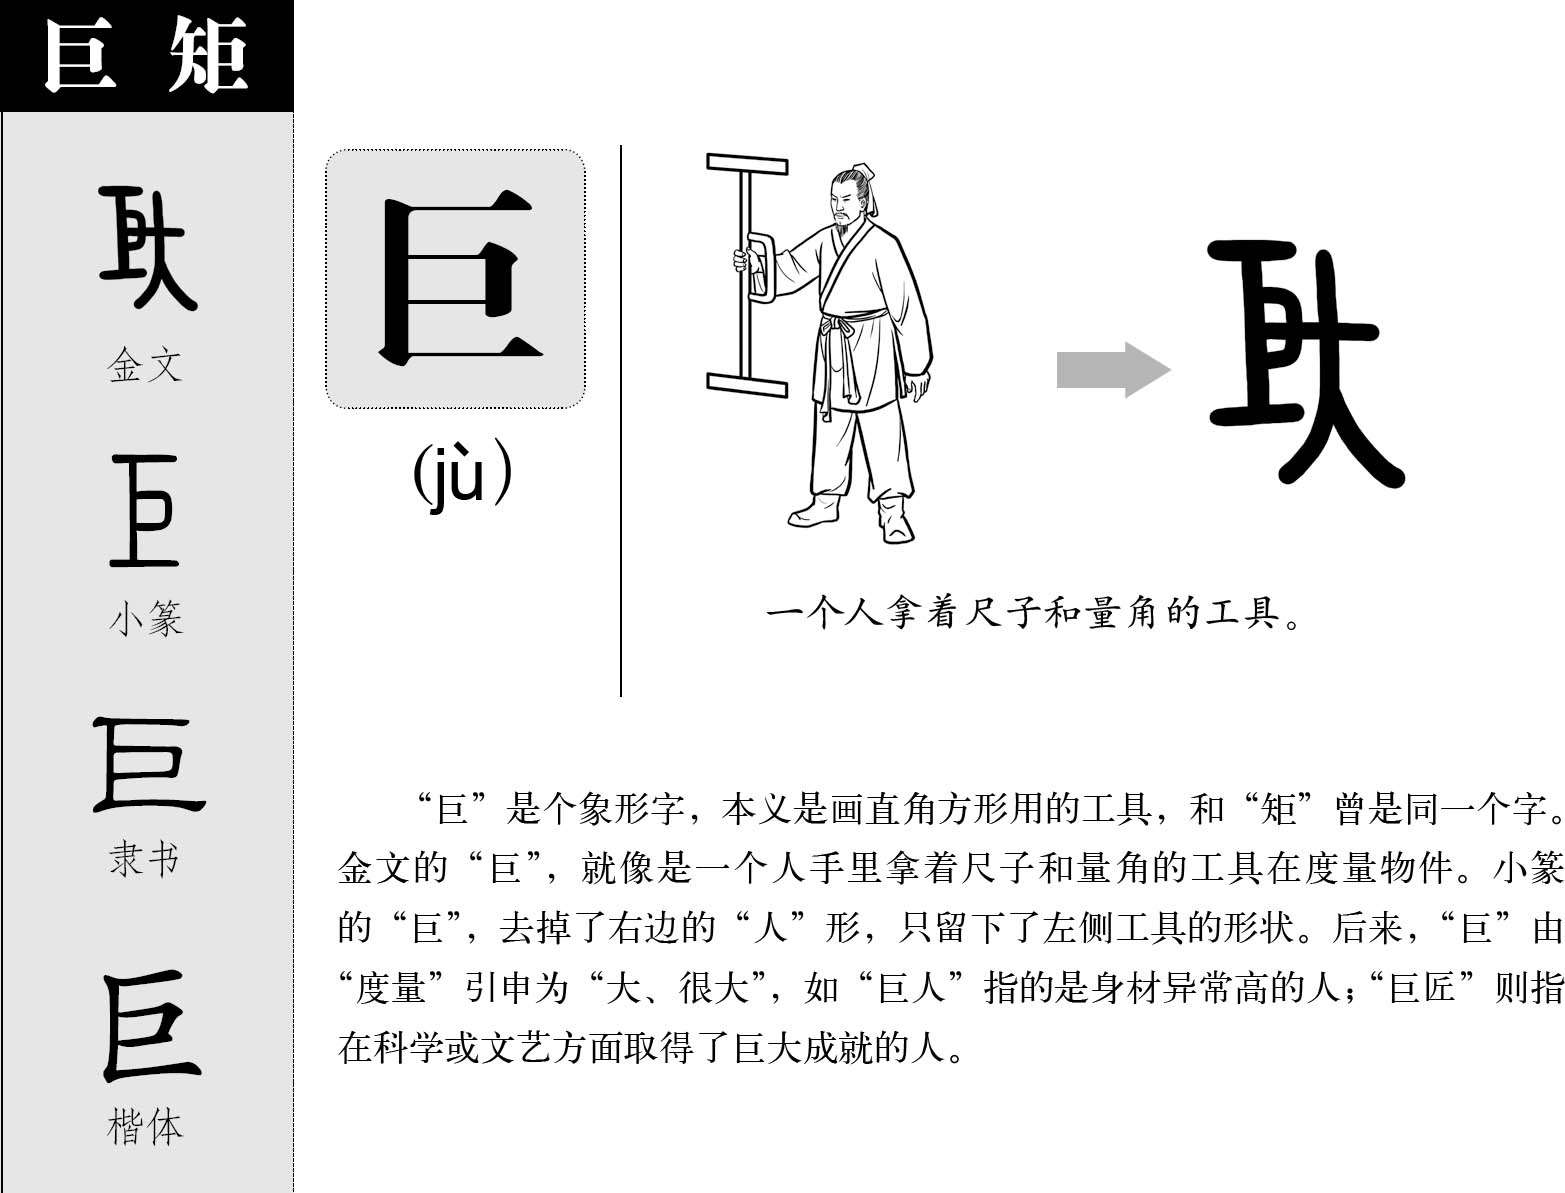 巨 矩
金文
小篆
隶书
楷体
巨
(jù)
一个人拿着尺子和量角的工具。
“巨”是个象形字，本义是画直角方形用的工具，和“矩”曾是同一个字。
金文的“巨”，就像是一个人手里拿着尺子和量角的工具在度量物件。小篆
的“巨”，去掉了右边的“人”形，只留下了左侧工具的形状。后来，“巨”由
“度量”引申为“大、很大”，如“巨人”指的是身材异常高的人；“巨匠”则指
在科学或文艺方面取得了巨大成就的人。